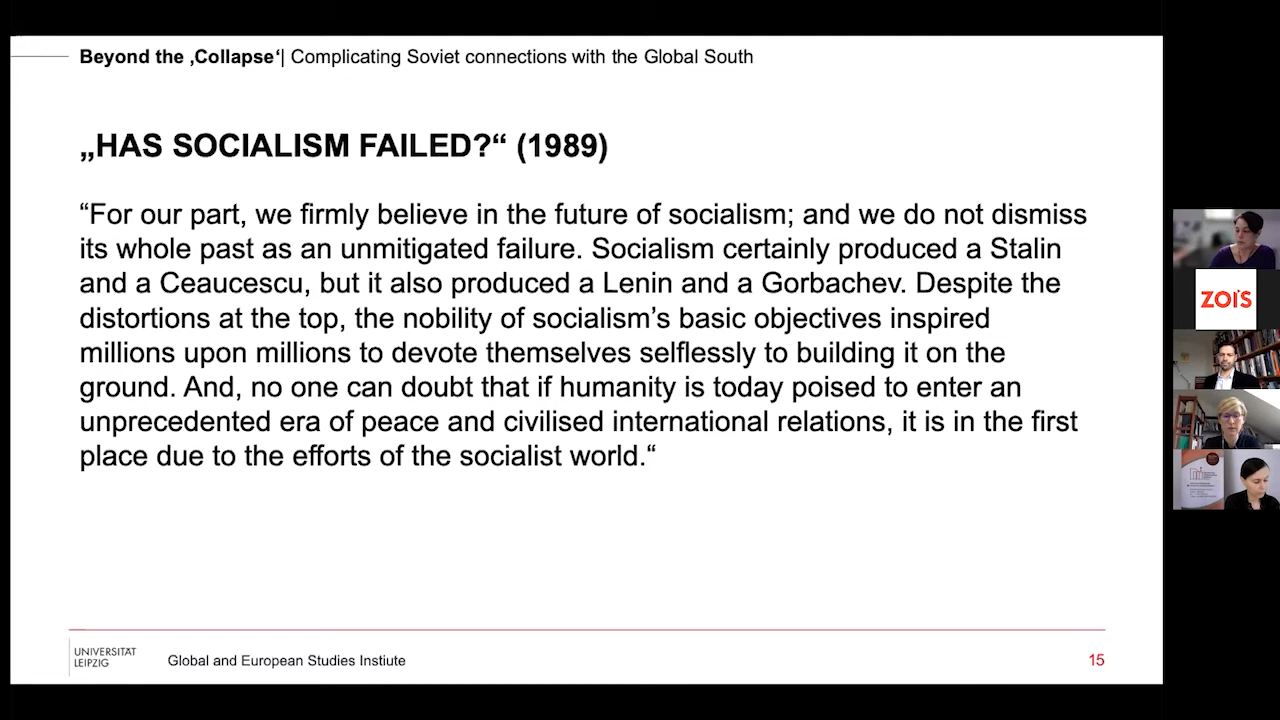 Beyond the ‚Collapse‘| Complicating Soviet connections with the Global South
„HAS SOCIALISM FAILED?“ (1989)
“For our part, we firmly believe in the future of socialism; and we do not dismiss
its whole past as an unmitigated failure. Socialism certainly produced a Stalin
and a Ceaucescu, but it also produced a Lenin and a Gorbachev. Despite the
distortions at the top, the nobility of socialism’s basic objectives inspired
millions upon millions to devote themselves selflessly to building it on the
ground. And, no one can doubt that if humanity is today poised to enter an
unprecedented era of peace and civilised international relations, it is in the first
place due to the efforts of the socialist world.“
ZOiS
UNIVERSITÄT
LEIPZIG
Global and European Studies Instiute
15